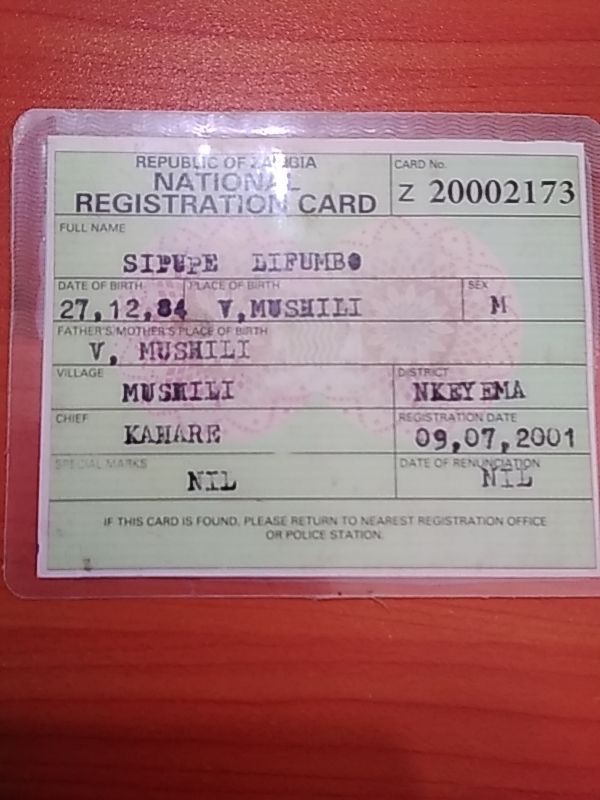 REPUBLIC OF ZAMBIA
NATIONAL
REGISTRATION CARD
CARD No.
Z 20002173
FULL NAME
SIPUPE LIFUMBO
DATE OF BIRTH PLACE OF BIRTH SEX
27,12,84 V,MUSHILI M
FATHER'S/MOTHER'S PLACE OF BIRTH
V, MUSHILI
VILLAGE DISTRICT
MUSHILI NKEYEMA
CHIEF REGISTRATION DATE
KAHARE 09,07,2001
SPECIAL MARKS DATE OF RENUNCIATION
NIL NIL
IF THIS CARD IS FOUND, PLEASE RETURN TO NEAREST REGISTRATION OFFICE
OR POLICE STATION.